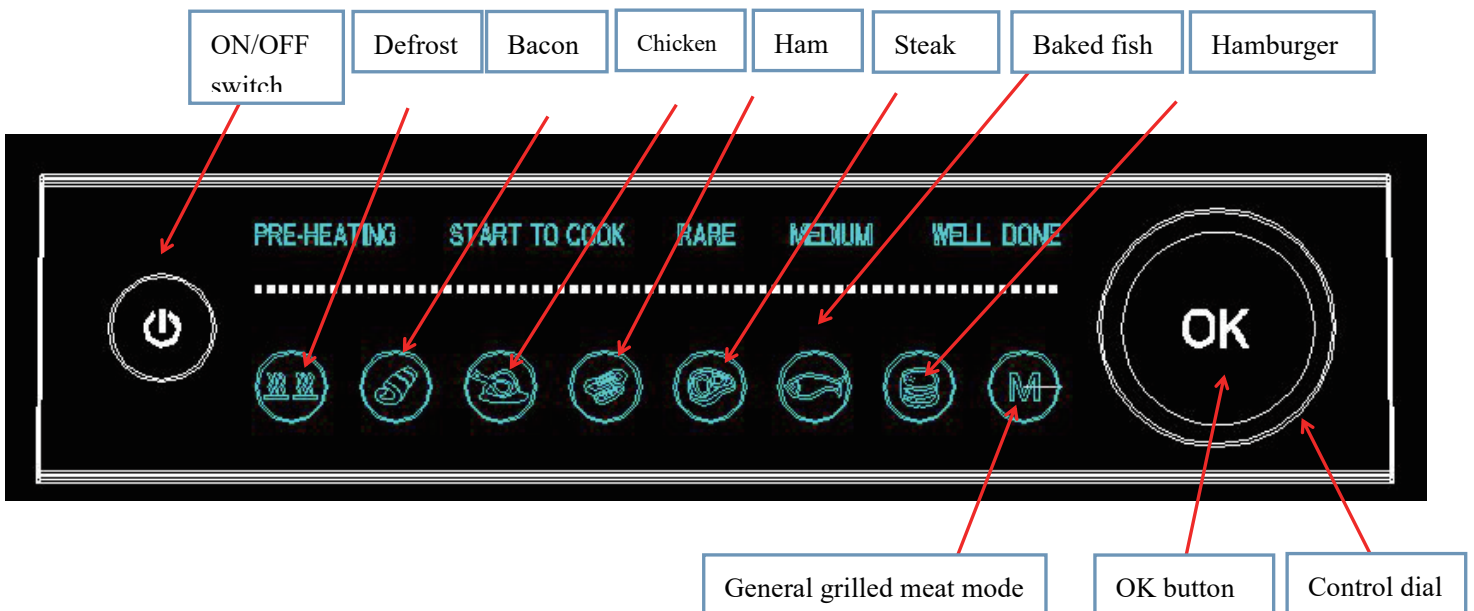 ON/OFF
switch
Defrost
Bacon
Chicken
Ham
Steak
Baked fish
Hamburger
PRE-HEATING
START TO COOK
RARE
MEDIUM
WELL DONE
OK
M
General grilled meat mode
OK button
Control dial